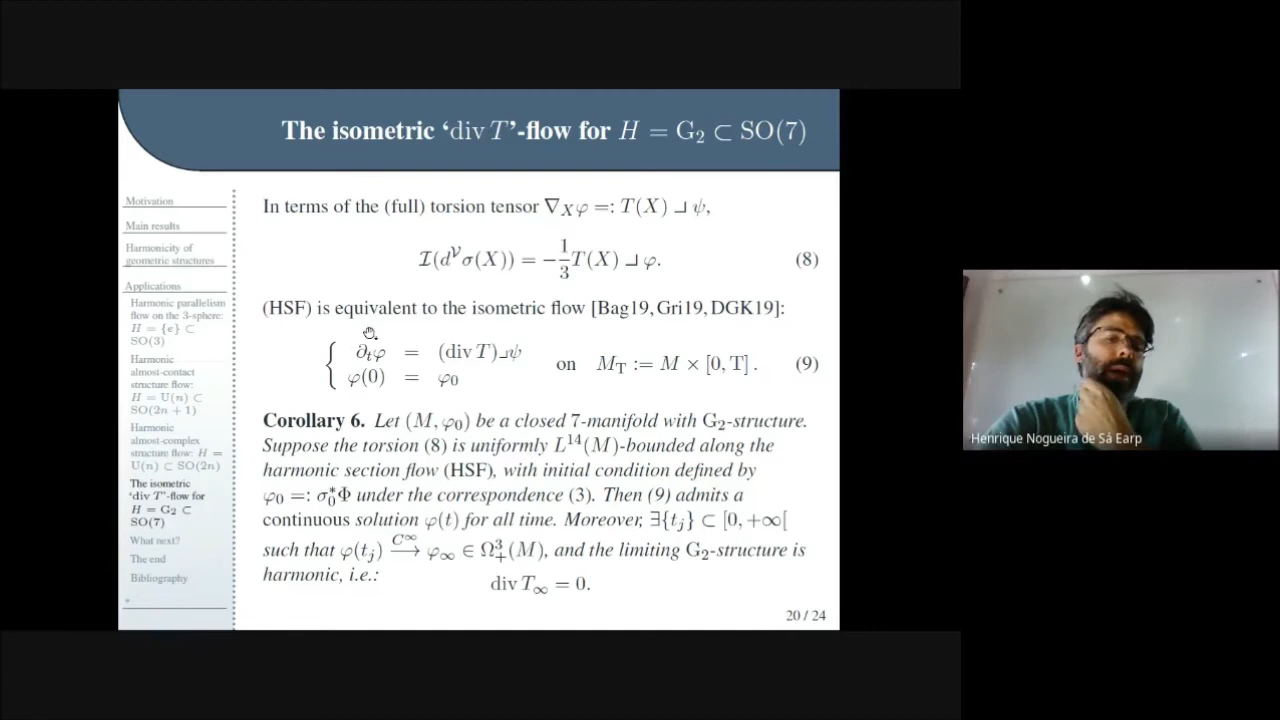 The isometric ‘div T’-flow for H = G₂ ⊂ SO(7)
Motivation
Main results
Harmonicity of
geometric structures
Applications
Harmonic parallelism
flow on the 3-sphere:
H = {e} ⊂
SO(3)
Harmonic
almost-contact
structure flow:
H = U(n) ⊂
SO(2n + 1)
Harmonic
almost-complex
structure flow: H =
U(n) ⊂ SO(2n)
The isometric
‘div T’-flow for
H = G₂ ⊂
SO(7)
What next?
The end
Bibliography
In terms of the (full) torsion tensor ∇_X φ =: T(X) ⌟ ψ,
I(d^V σ(X)) = −1/3 T(X) ⌟ φ. (8)
(HSF) is equivalent to the isometric flow [Bag19, Gri19, DGK19]:
{ ∂_t φ = (div T)⌟ψ
φ(0) = φ₀ on M_T := M × [0, T] . (9)
Corollary 6. Let (M, φ₀) be a closed 7-manifold with G₂-structure.
Suppose the torsion (8) is uniformly L¹⁴(M)-bounded along the
harmonic section flow (HSF), with initial condition defined by
φ₀ =: σ₀*Φ under the correspondence (3). Then (9) admits a
continuous solution φ(t) for all time. Moreover, ∃{t_j} ⊂ [0, +∞[
such that φ(t_j) →^{C^∞} φ_∞ ∈ Ω³₊(M), and the limiting G₂-structure is
harmonic, i.e.:
div T_∞ = 0.
20 / 24
Henrique Nogueira de Sá Earp